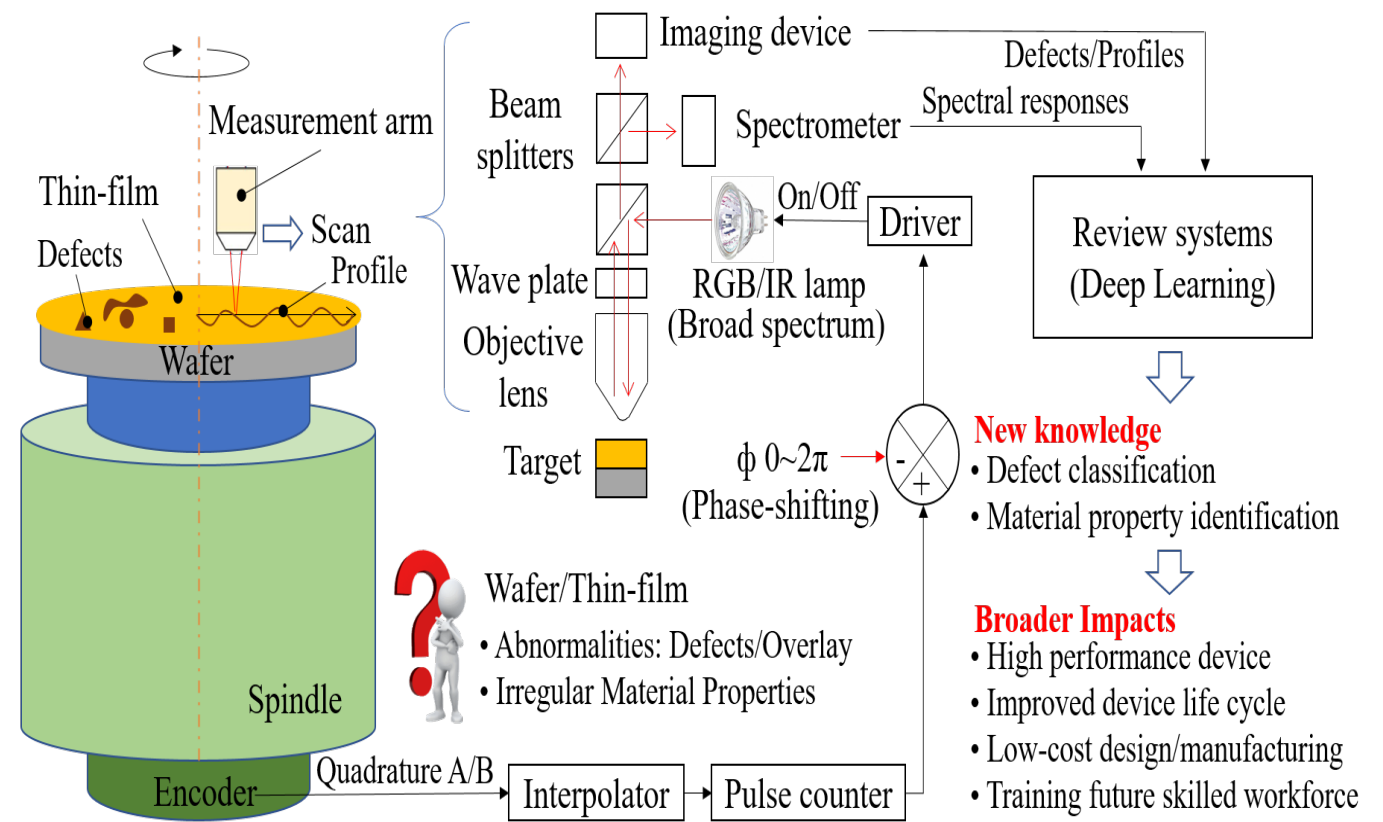 Imaging device
Defects/Profiles
Spectral responses
Beam
splitters
Spectrometer
Measurement arm
Thin-film
Scan
Defects
Profile
On/Off
Driver
Review systems
(Deep Learning)
Wave plate
RGB/IR lamp
(Broad spectrum)
Objective
lens
Wafer
Target
ф 0~2π
(Phase-shifting)
-
+
New knowledge
• Defect classification
• Material property identification
Wafer/Thin-film
• Abnormalities: Defects/Overlay
• Irregular Material Properties
Broader Impacts
• High performance device
• Improved device life cycle
• Low-cost design/manufacturing
• Training future skilled workforce
Spindle
Encoder
Quadrature A/B
Interpolator
Pulse counter